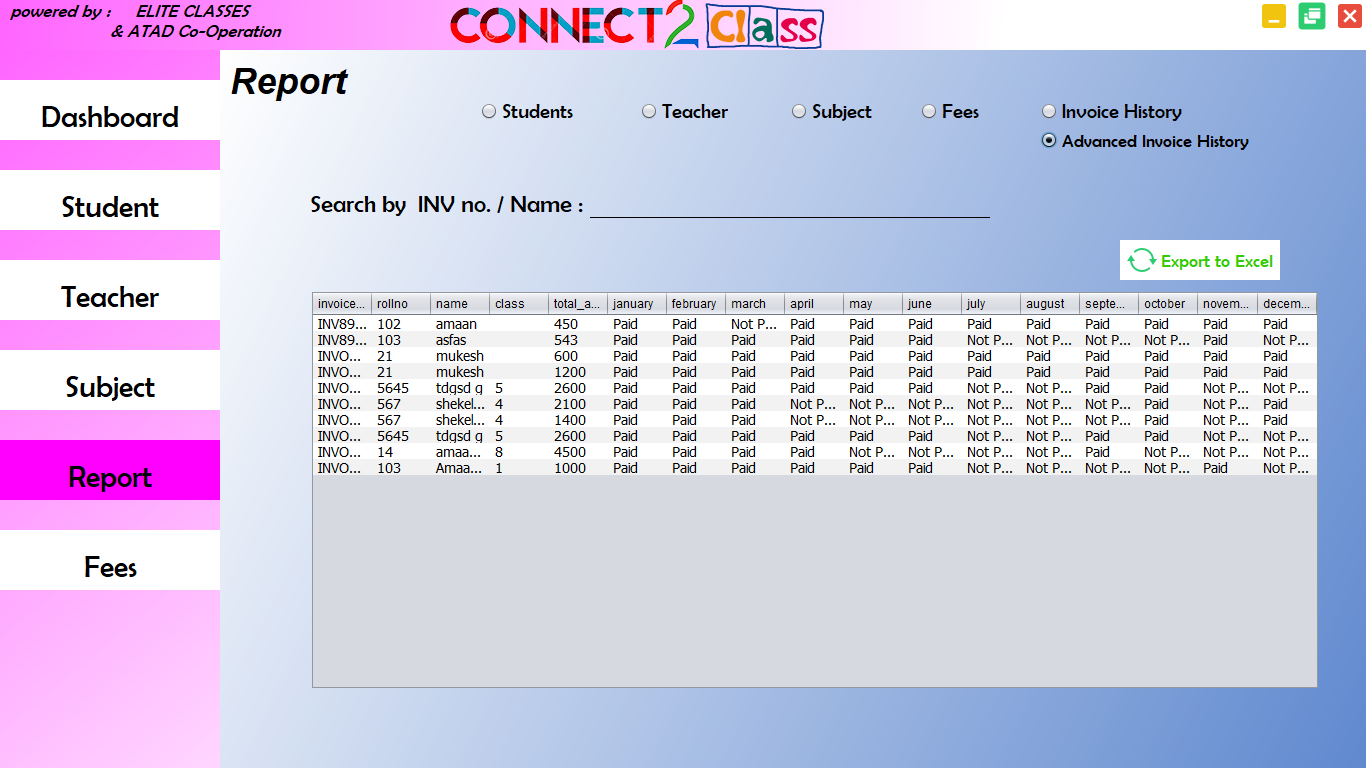 powered by : ELITE CLASSES
& ATAD Co-Operation
CONNECT2 Class
Dashboard
Student
Teacher
Subject
Report
Fees
Report
Students Teacher Subject Fees Invoice History
Advanced Invoice History
Search by INV no. / Name :
Export to Excel
invoice... rollno name class total_a... january february march april may june july august septe... october novem... decem...
INV89... 102 amaan 450 Paid Paid Not P... Paid Paid Paid Paid Paid Paid Paid Paid Paid
INV89... 103 asfas 543 Paid Paid Paid Paid Paid Paid Not P... Not P... Not P... Not P... Paid Not P...
INVO... 21 mukesh 600 Paid Paid Paid Paid Paid Paid Paid Paid Paid Paid Paid Paid
INVO... 21 mukesh 1200 Paid Paid Paid Paid Paid Paid Paid Paid Paid Paid Paid Paid
INVO... 5645 tdgsd g 5 2600 Paid Paid Paid Paid Paid Paid Not P... Not P... Paid Paid Not P... Not P...
INVO... 567 shekel... 4 2100 Paid Paid Paid Not P... Not P... Not P... Not P... Not P... Not P... Paid Not P... Paid
INVO... 567 shekel... 4 1400 Paid Paid Paid Not P... Not P... Not P... Not P... Not P... Not P... Paid Not P... Paid
INVO... 5645 tdgsd g 5 2600 Paid Paid Paid Paid Paid Paid Not P... Not P... Paid Paid Not P... Not P...
INVO... 14 amaa... 8 4500 Paid Paid Paid Paid Not P... Not P... Not P... Not P... Paid Not P... Not P... Not P...
INVO... 103 Amaa... 1 1000 Paid Paid Paid Paid Paid Paid Not P... Not P... Not P... Not P... Paid Not P...